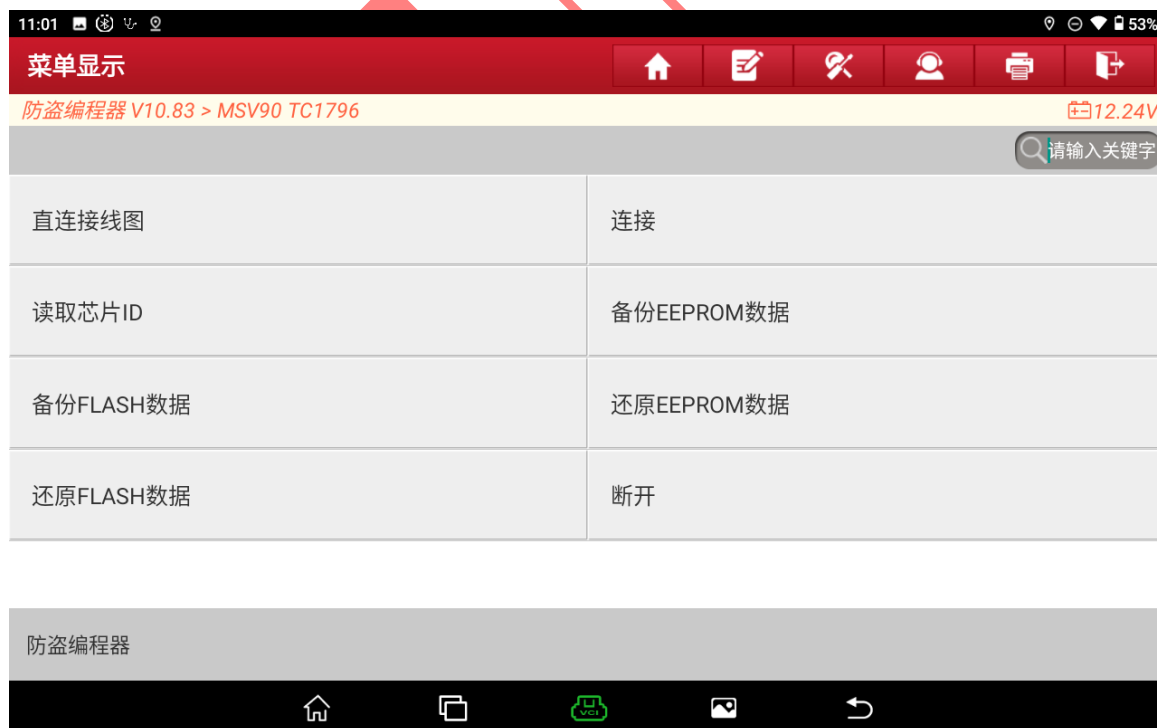 11:01 53%
菜单显示
防盗编程器 V10.83 > MSV90 TC1796 12.24V
请输入关键字
直连接线图 连接
读取芯片ID 备份EEPROM数据
备份FLASH数据 还原EEPROM数据
还原FLASH数据 断开
防盗编程器
VCI